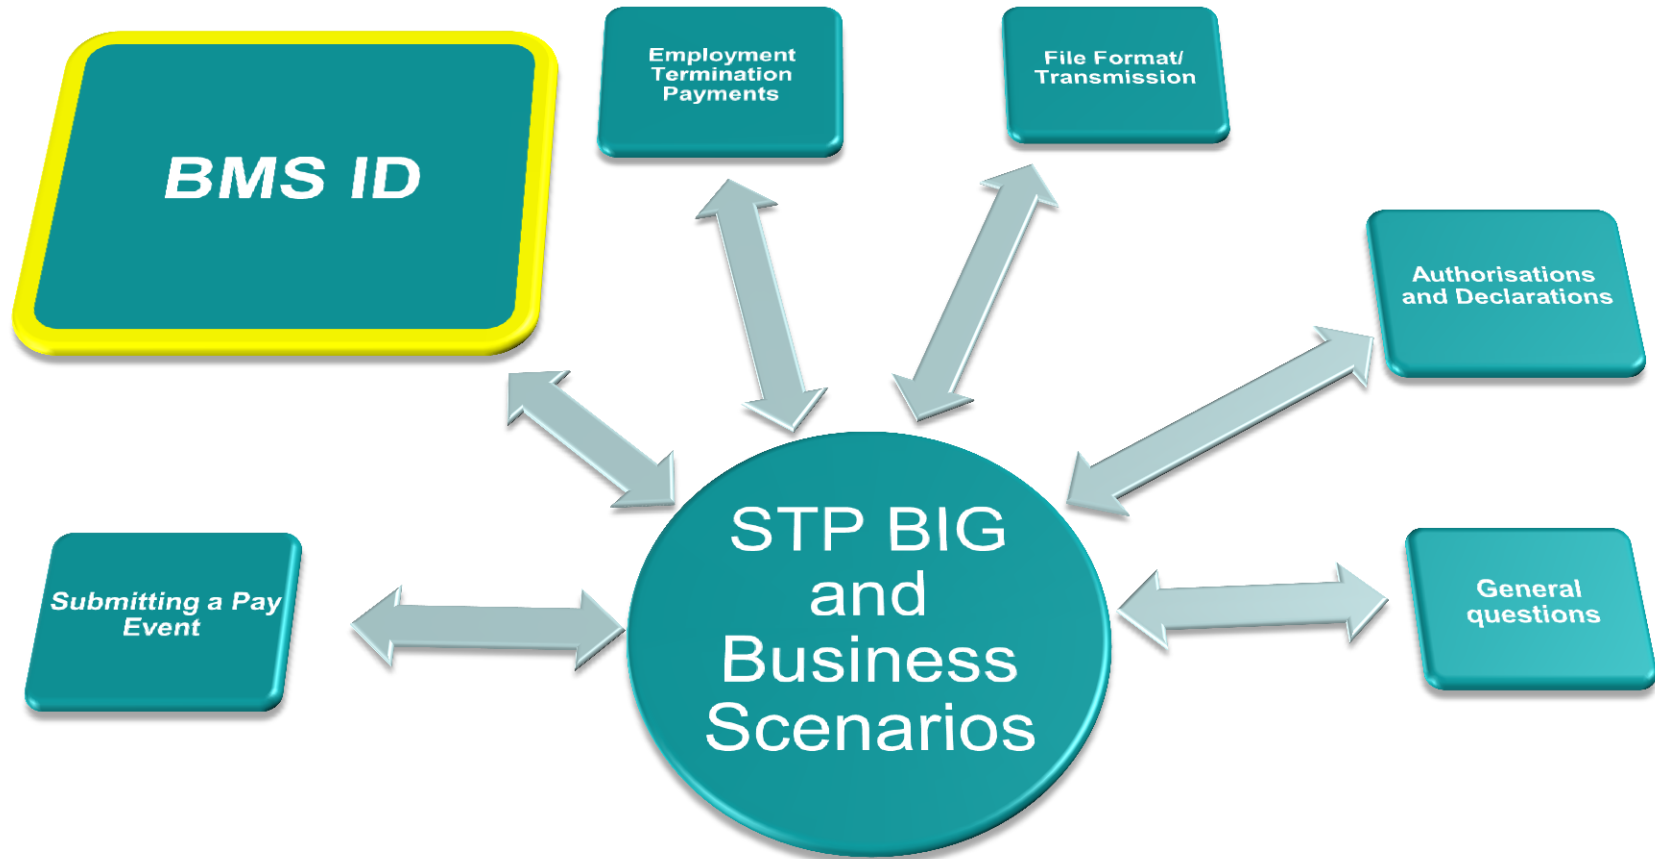 BMS ID
Employment
Termination
Payments
File Format/
Transmission
Authorisations
and Declarations
Submitting a Pay
Event
STP BIG
and
Business
Scenarios
General
questions